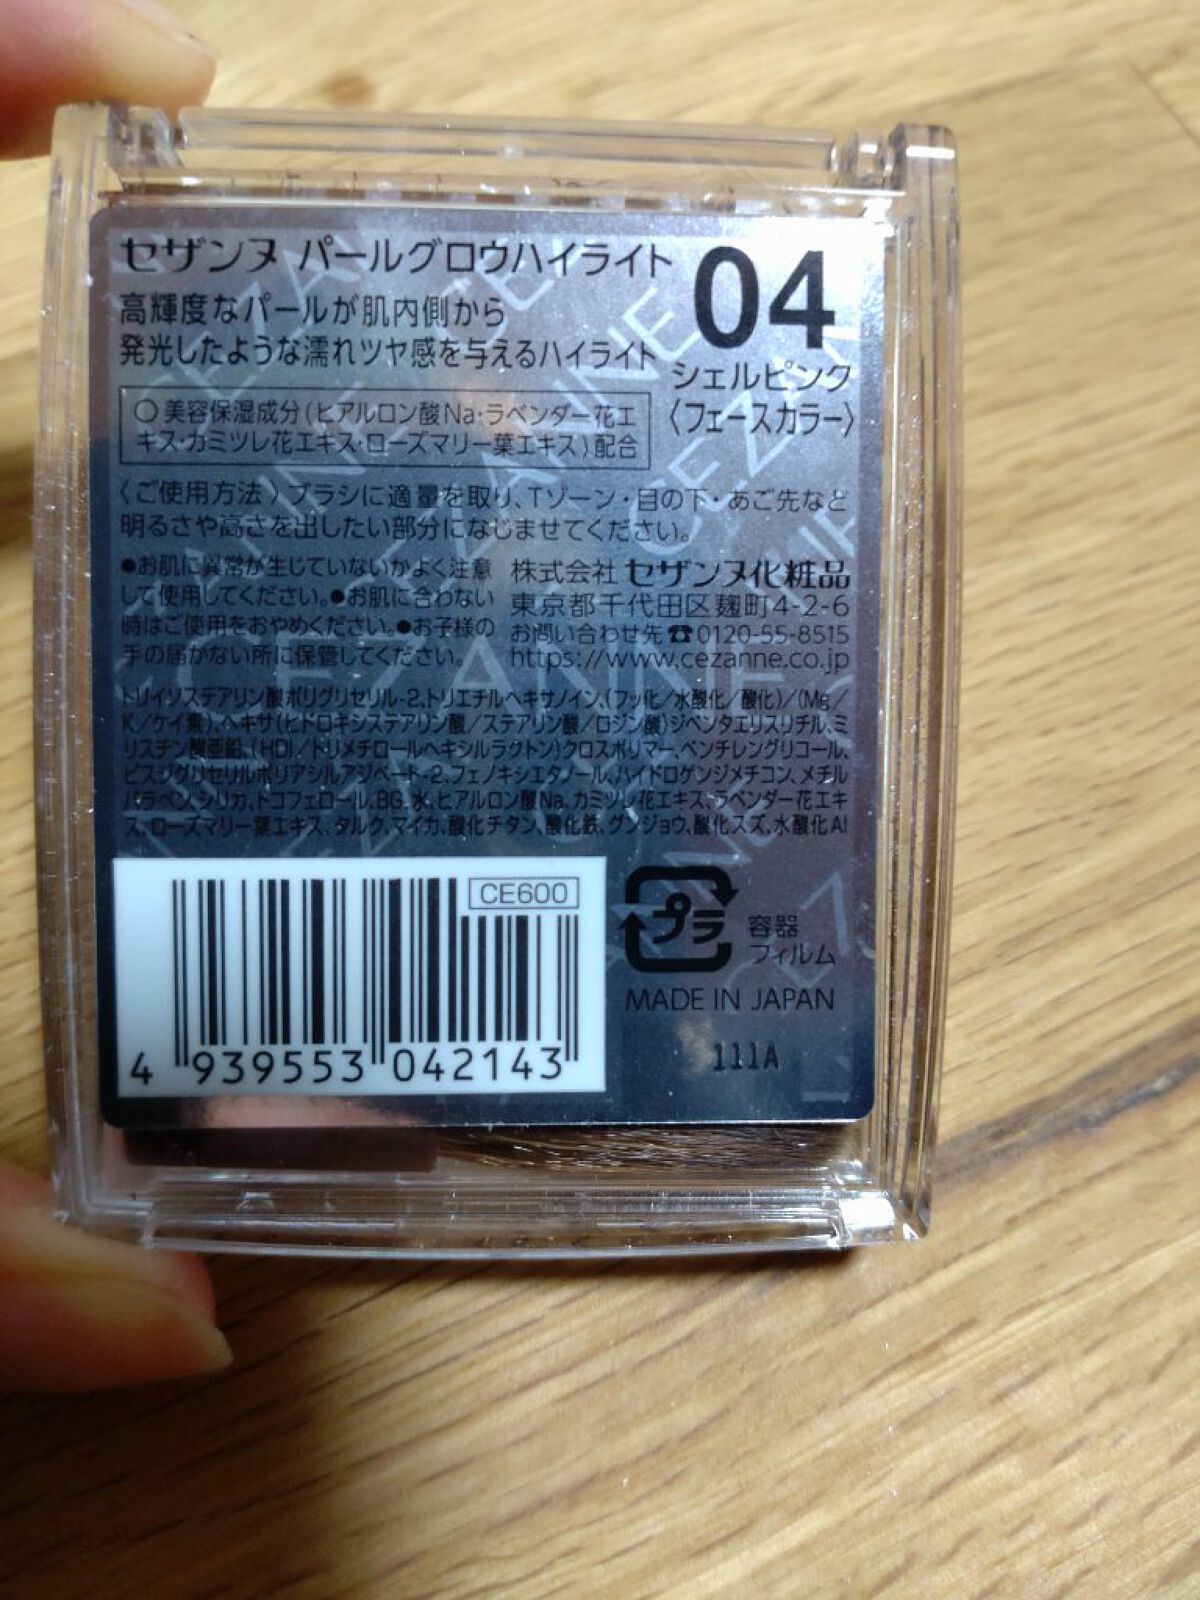 セザンヌ パールグロウハイライト
04
高輝度なパールが肌内側から
発光したような濡れツヤ感を与えるハイライト
シェルピンク
〈フェースカラー〉
○美容保湿成分(ヒアルロン酸Na・ラベンダー花エ
キス・カミツレ花エキス・ローズマリー葉エキス)配合
〈ご使用方法〉ブラシに適量を取り、Tゾーン・目の下・あご先など
明るさや高さを出したい部分になじませてください。
●お肌に異常が生じていないかよく注意
して使用してください。●お肌に合わない
時はご使用をおやめください。●お子様の
手の届かない所に保管してください。
株式会社 セザンヌ化粧品
東京都千代田区麹町4-2-6
お問い合わせ先☎0120-55-8515
https://www.cezanne.co.jp
トリイソステアリン酸ポリグリセリル-2、トリエチルヘキサノイン、(フッ化/水酸化/酸化)/(Mg/
K/ケイ素)、ヘキサ(ヒドロキシステアリン酸/ステアリン酸/ロジン酸)ジペンタエリスリチル、ミ
リスチン酸亜鉛、(HDI/トリメチロールヘキシルラクトン)クロスポリマー、ペンチレングリコール、
ビスジグリセリルポリアシルアジペート-2、フェノキシエタノール、ハイドロゲンジメチコン、メチル
パラベン、シリカ、トコフェロール、BG、水、ヒアルロン酸Na、カミツレ花エキス、ラベンダー花エキ
ス、ローズマリー葉エキス、タルク、マイカ、酸化チタン、酸化鉄、グンジョウ、酸化スズ、水酸化Al
CE600
4 939553 042143
プラ
容器
フィルム
MADE IN JAPAN
111A